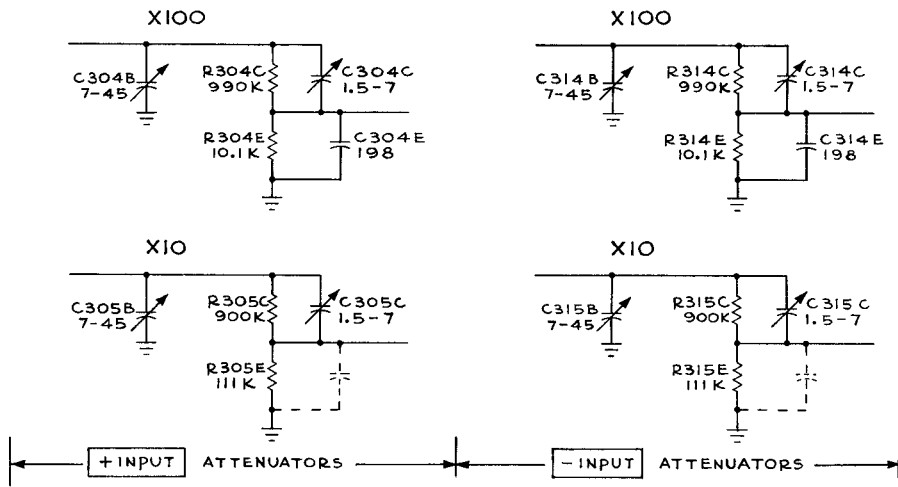 X100
C304B
7-45
R304C
990K
C304C
1.5-7
R304E
10.1K
C304E
198
X100
C314B
7-45
R314C
990K
C314C
1.5-7
R314E
10.1K
C314E
198
X10
C305B
7-45
R305C
900K
C305C
1.5-7
R305E
111K
X10
C315B
7-45
R315C
900K
C315C
1.5-7
R315E
111K
+INPUT ATTENUATORS
-INPUT ATTENUATORS